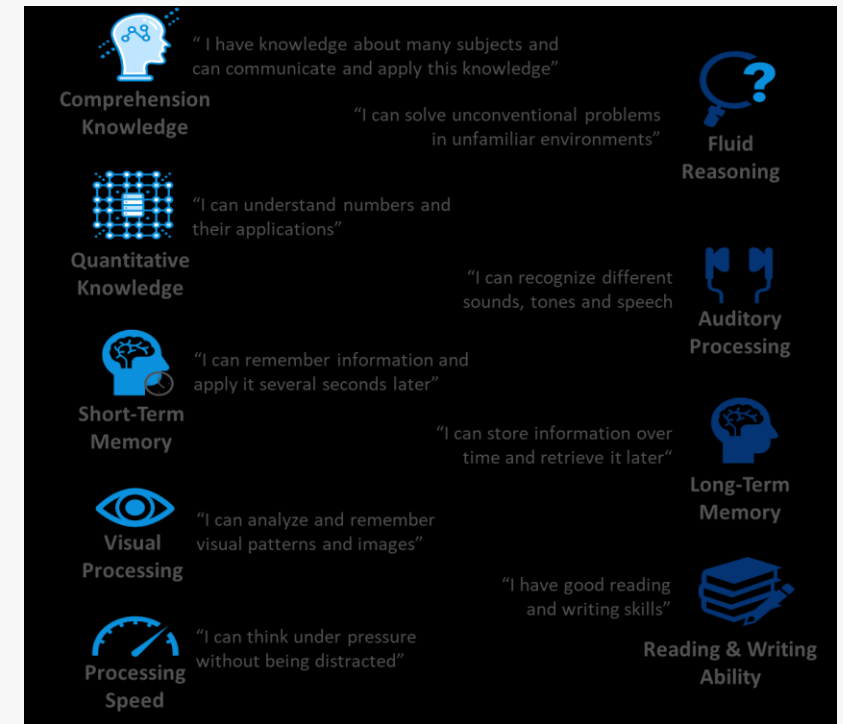 “ I have knowledge about many subjects and
can communicate and apply this knowledge”
Comprehension
Knowledge
“I can solve unconventional problems
in unfamiliar environments”
Fluid
Reasoning
“I can understand numbers and
their applications”
Quantitative
Knowledge
“I can recognize different
sounds, tones and speech
Auditory
Processing
“I can remember information and
apply it several seconds later”
Short-Term
Memory
“I can store information over
time and retrieve it later“
Long-Term
Memory
“I can analyze and remember
visual patterns and images”
Visual
Processing
“I have good reading
and writing skills”
Reading & Writing
Ability
“I can think under pressure
without being distracted”
Processing
Speed